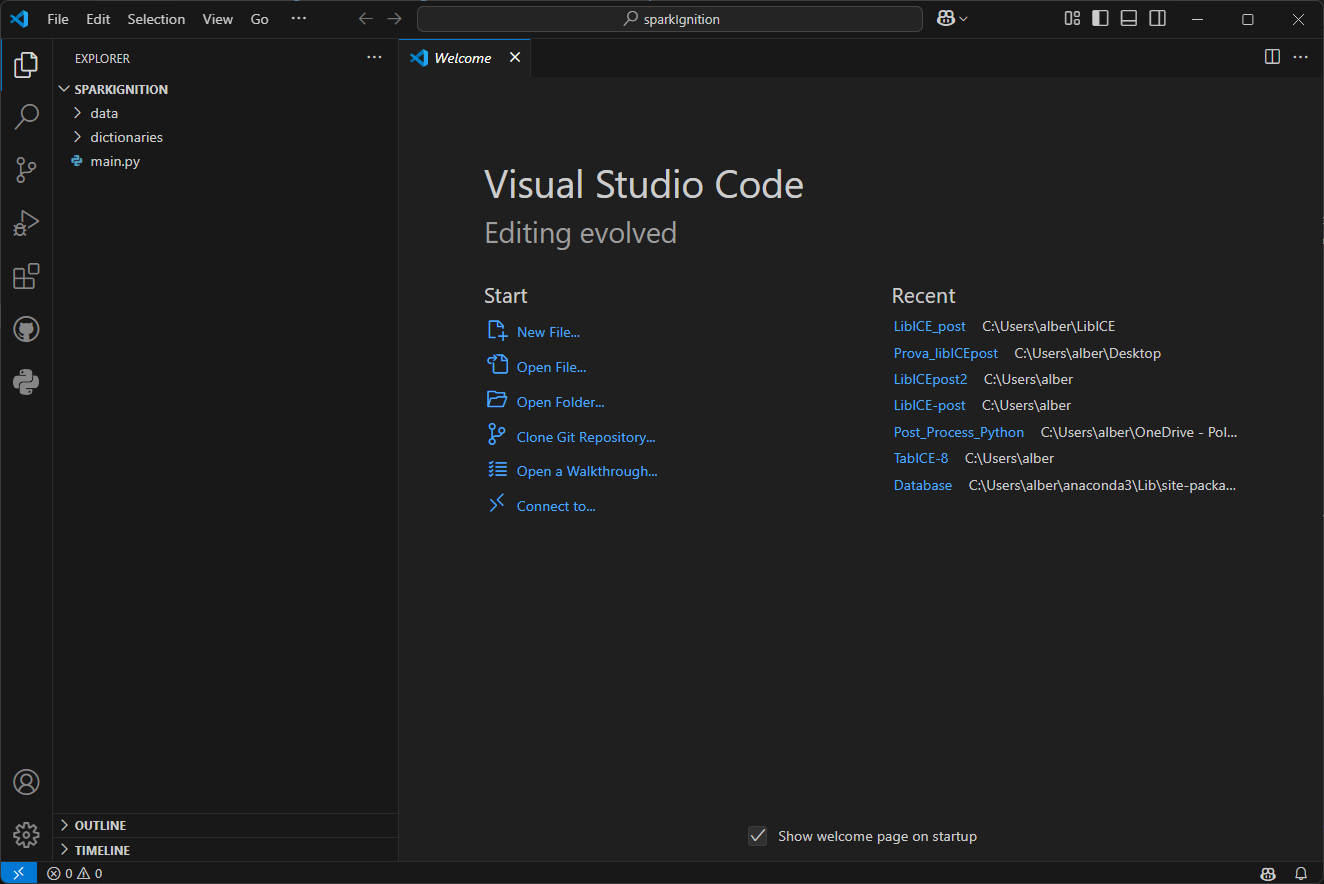 File Edit Selection View Go ··· sparkIgnition
EXPLORER ···
Welcome
SPARKIGNITION
data
dictionaries
main.py
Visual Studio Code
Editing evolved
Start
New File...
Open File...
Open Folder...
Clone Git Repository...
Open a Walkthrough...
Connect to...
Recent
LibICE_post C:\Users\alber\LibICE
Prova_libICEpost C:\Users\alber\Desktop
LibICEpost2 C:\Users\alber
LibICE-post C:\Users\alber
Post_Process_Python C:\Users\alber\OneDrive - Pol...
TabICE-8 C:\Users\alber
Database C:\Users\alber\anaconda3\Lib\site-packa...
Show welcome page on startup
OUTLINE
TIMELINE
0 0